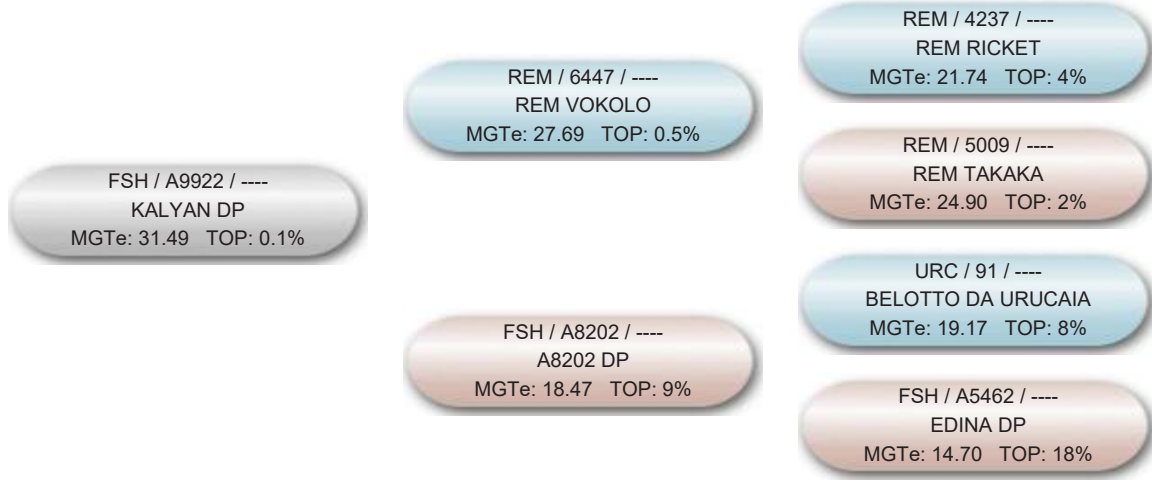 FSH / A9922 / ----
KALYAN DP
MGTe: 31.49 TOP: 0.1%
REM / 6447 / ----
REM VOKOLO
MGTe: 27.69 TOP: 0.5%
FSH / A8202 / ----
A8202 DP
MGTe: 18.47 TOP: 9%
REM / 4237 / ----
REM RICKET
MGTe: 21.74 TOP: 4%
REM / 5009 / ----
REM TAKAKA
MGTe: 24.90 TOP: 2%
URC / 91 / ----
BELOTTO DA URUCAIA
MGTe: 19.17 TOP: 8%
FSH / A5462 / ----
EDINA DP
MGTe: 14.70 TOP: 18%